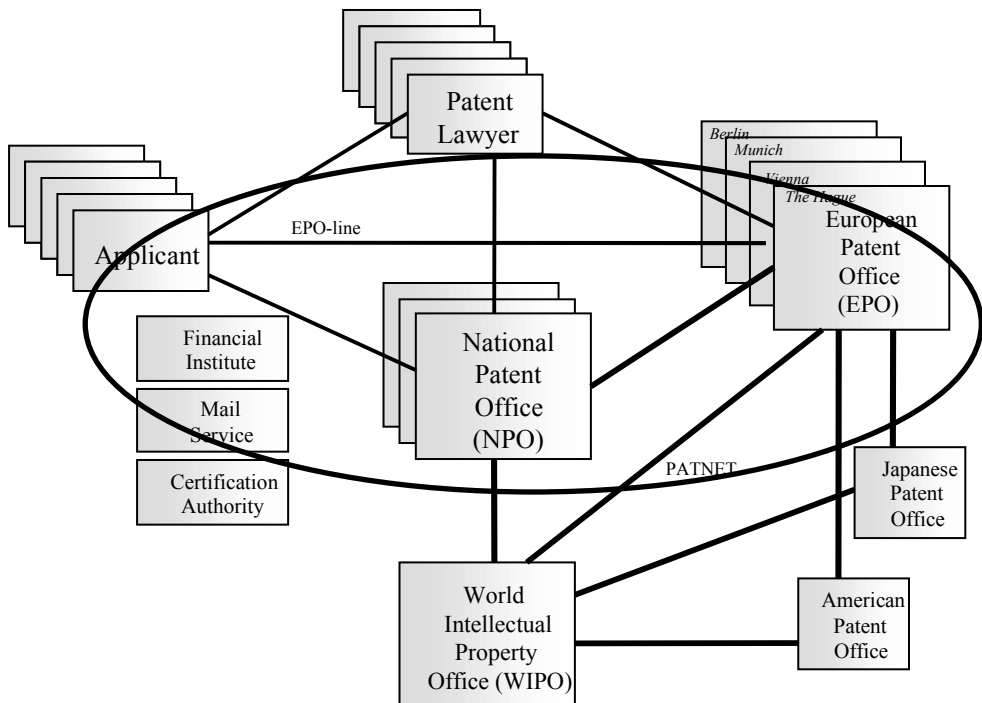 Patent
Lawyer
Berlin
Munich
Vienna
The Hague
European
Patent
Office
(EPO)
EPO-line
Applicant
National
Patent
Office
(NPO)
Financial
Institute
Mail
Service
Certification
Authority
PATNET
Japanese
Patent
Office
World
Intellectual
Property
Office (WIPO)
American
Patent
Office